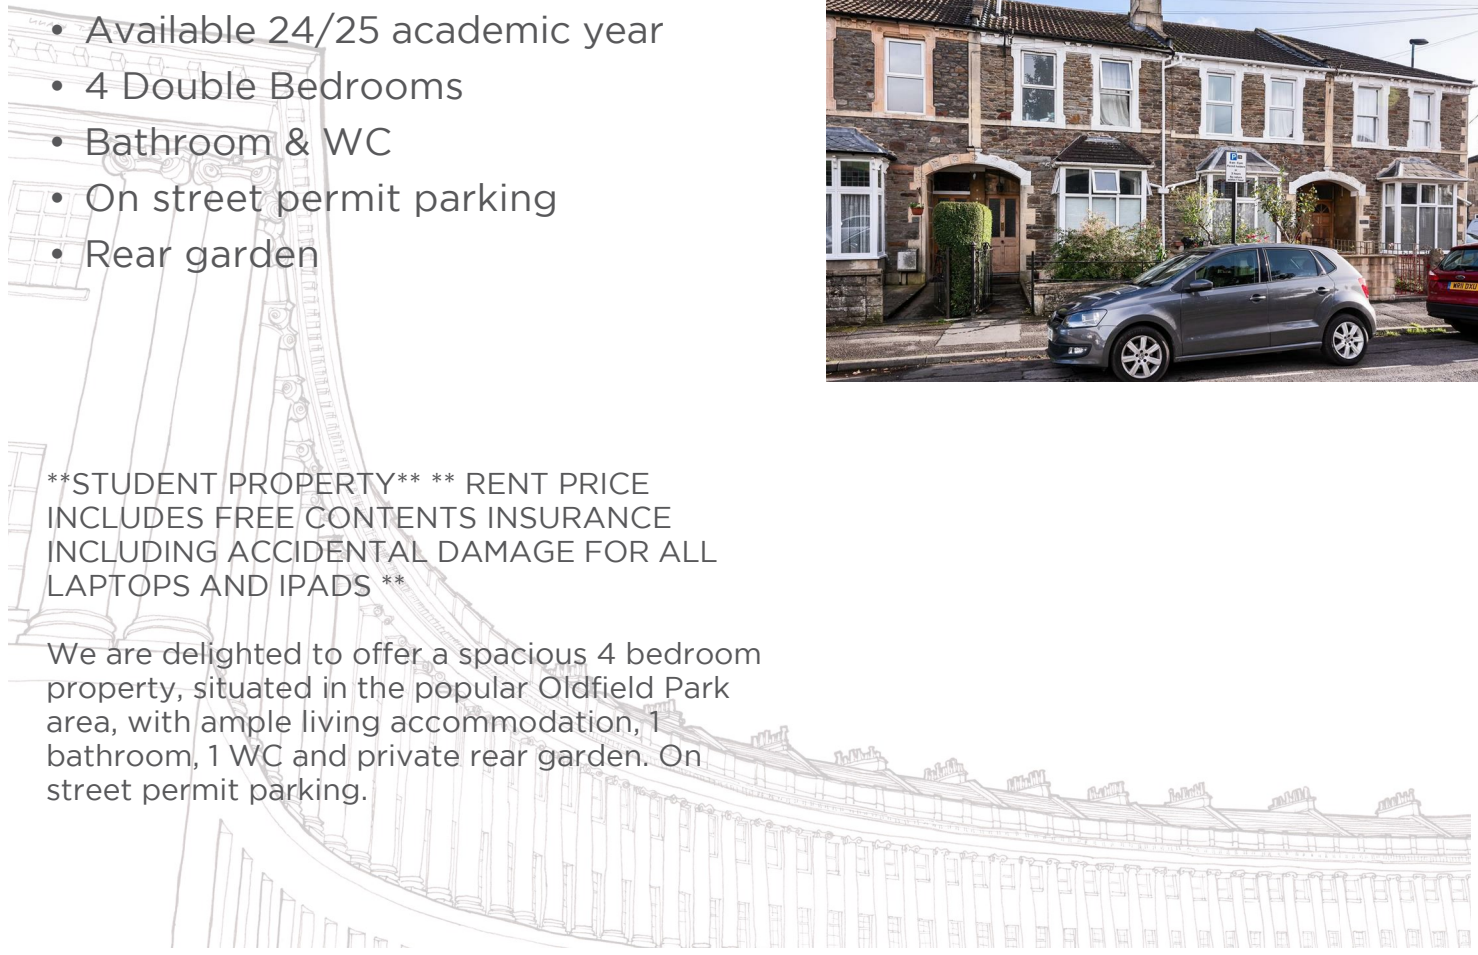 • Available 24/25 academic year
• 4 Double Bedrooms
• Bathroom & WC
• On street permit parking
• Rear garden
**STUDENT PROPERTY** ** RENT PRICE
INCLUDES FREE CONTENTS INSURANCE
INCLUDING ACCIDENTAL DAMAGE FOR ALL
LAPTOPS AND IPADS **
We are delighted to offer a spacious 4 bedroom
property, situated in the popular Oldfield Park
area, with ample living accommodation, 1
bathroom, 1 WC and private rear garden. On
street permit parking.
P